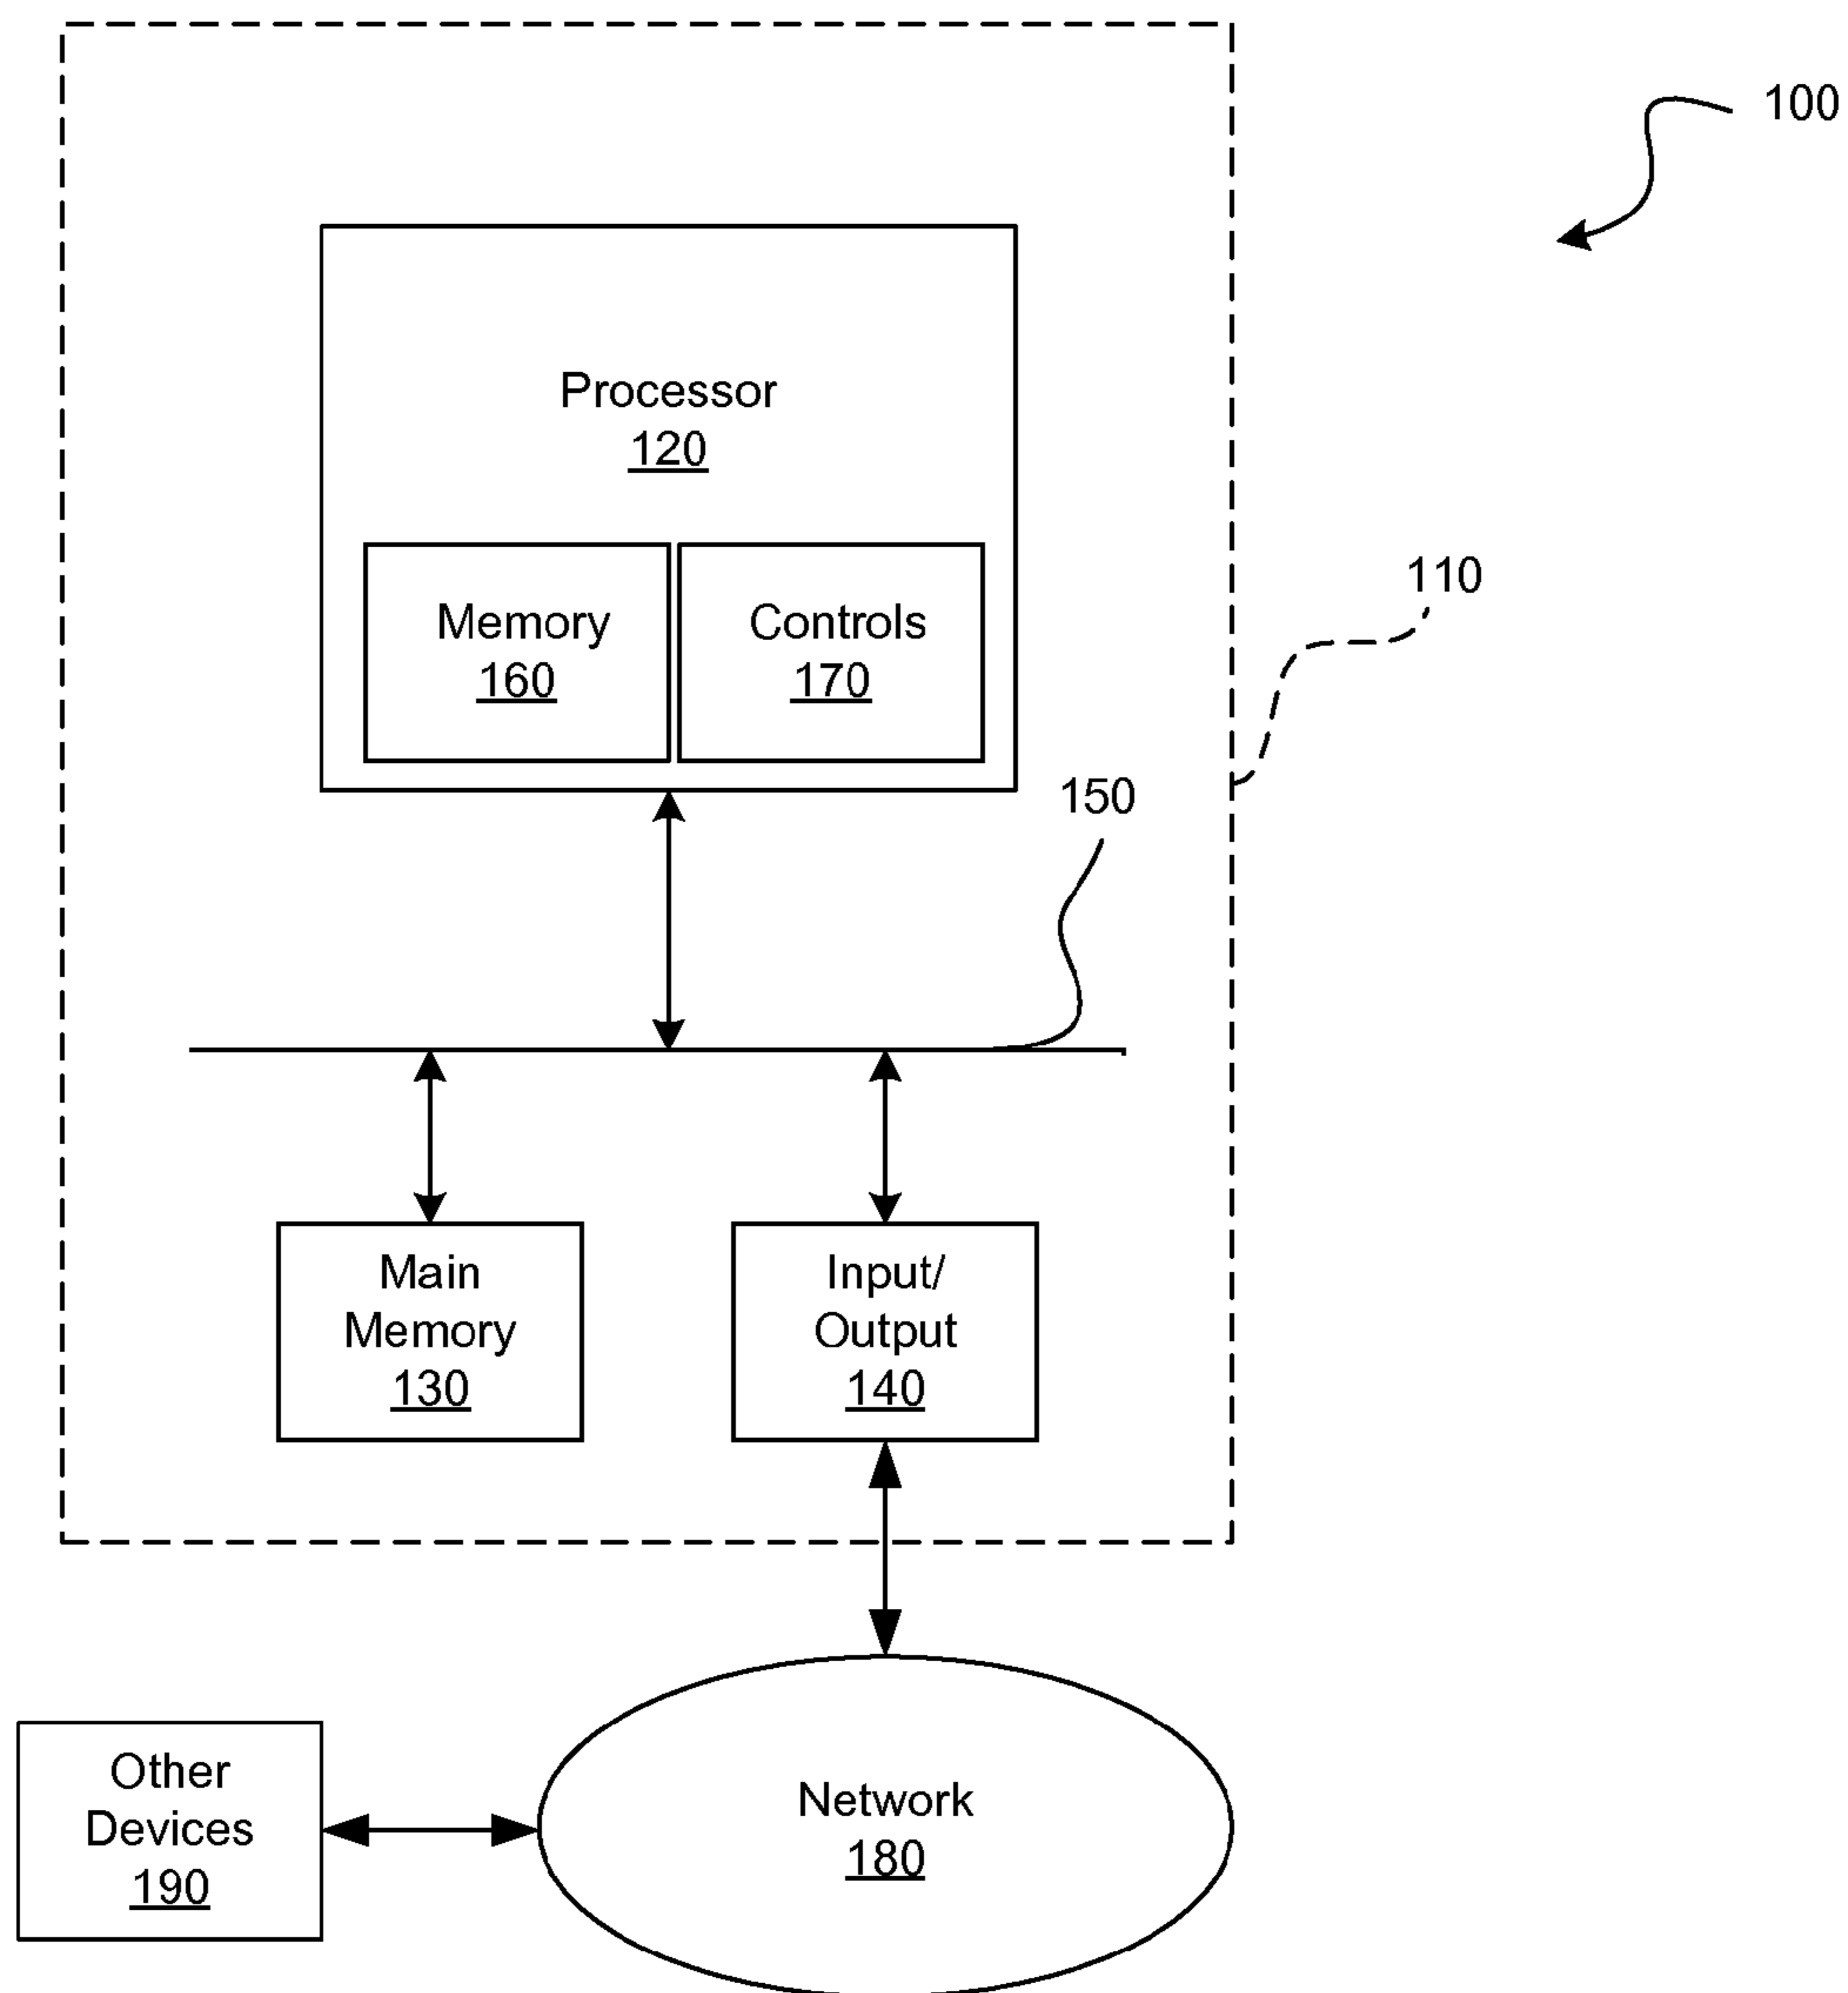 100
Processor
120
Memory
160
Controls
170
110
150
Main
Memory
130
Input/
Output
140
Other
Devices
190
Network
180